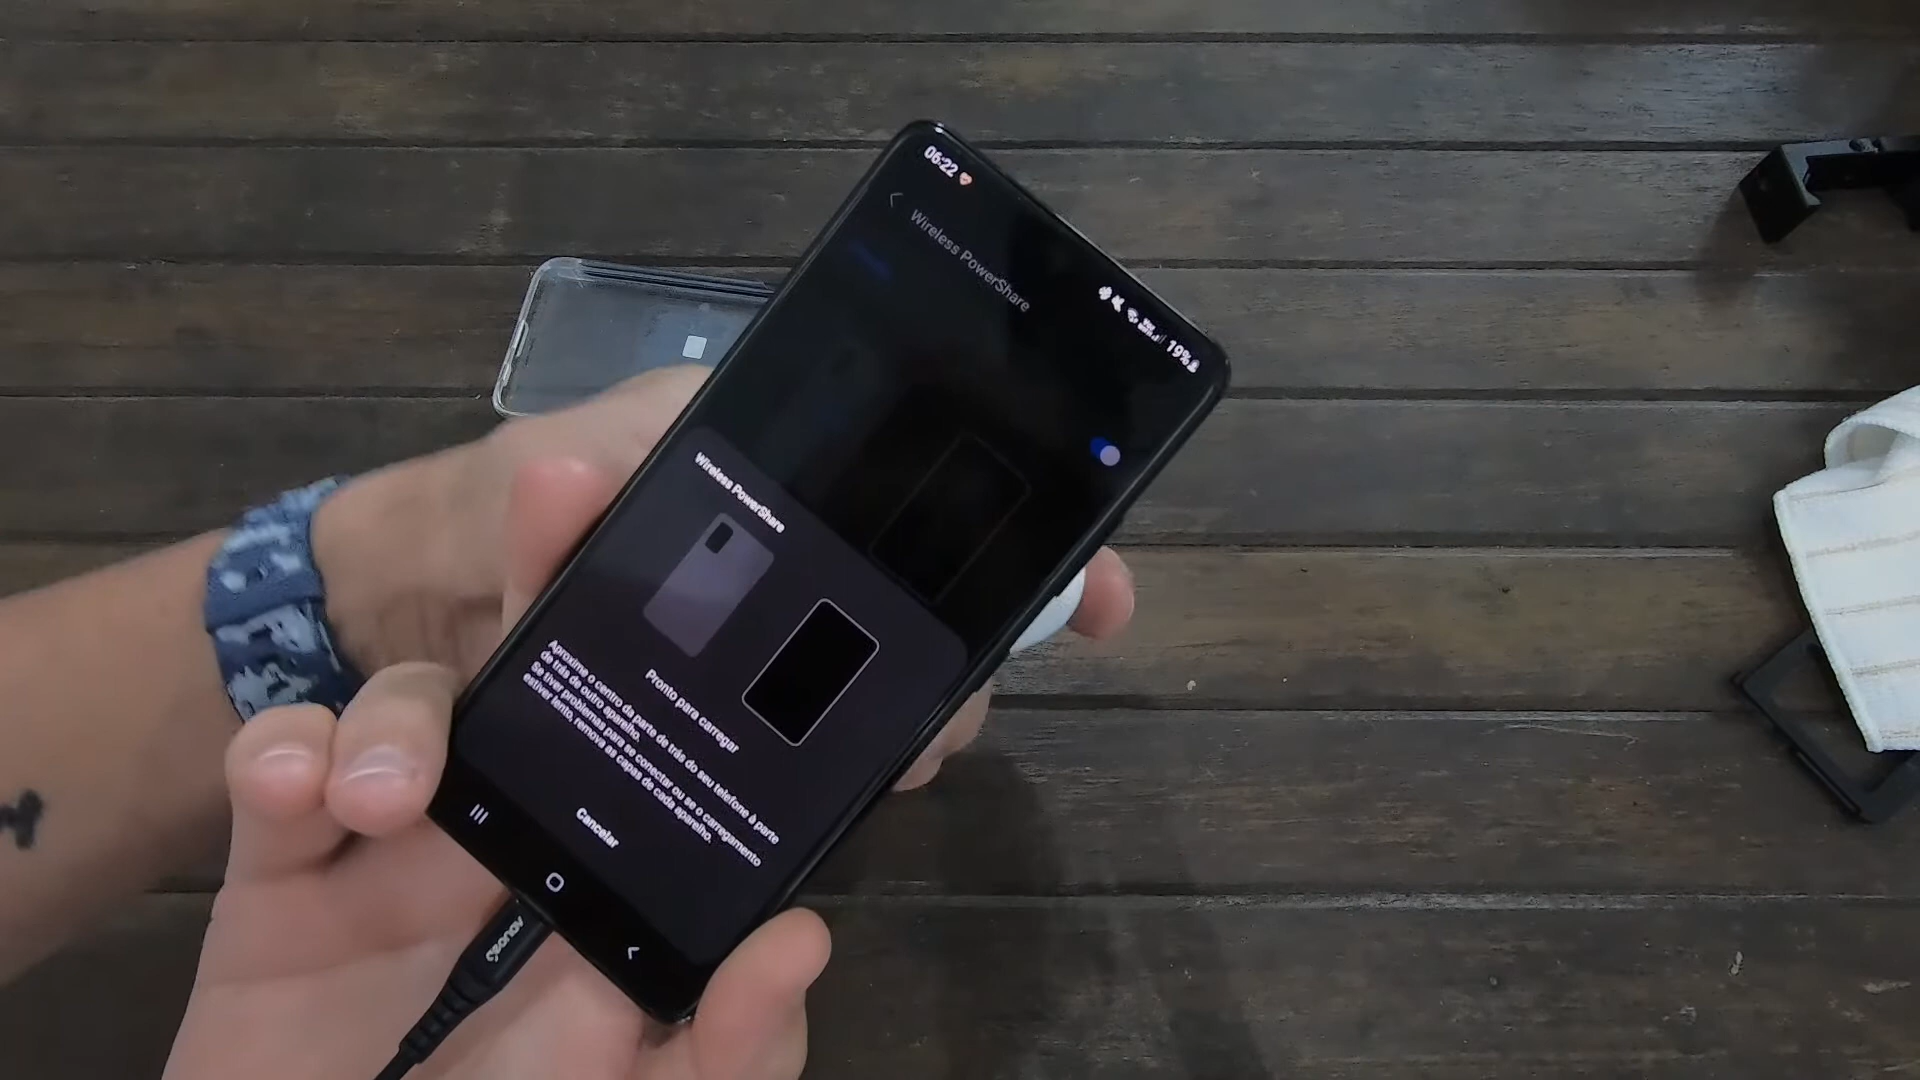 06:22
19%
Wireless PowerShare
Wireless PowerShare
Pronto para carregar
Aproxime o centro da parte de trás do seu telefone à parte
de trás de outro aparelho.
Se tiver problemas para se conectar ou se o carregamento
estiver lento, remova as capas de cada aparelho.
Cancelar
geonav